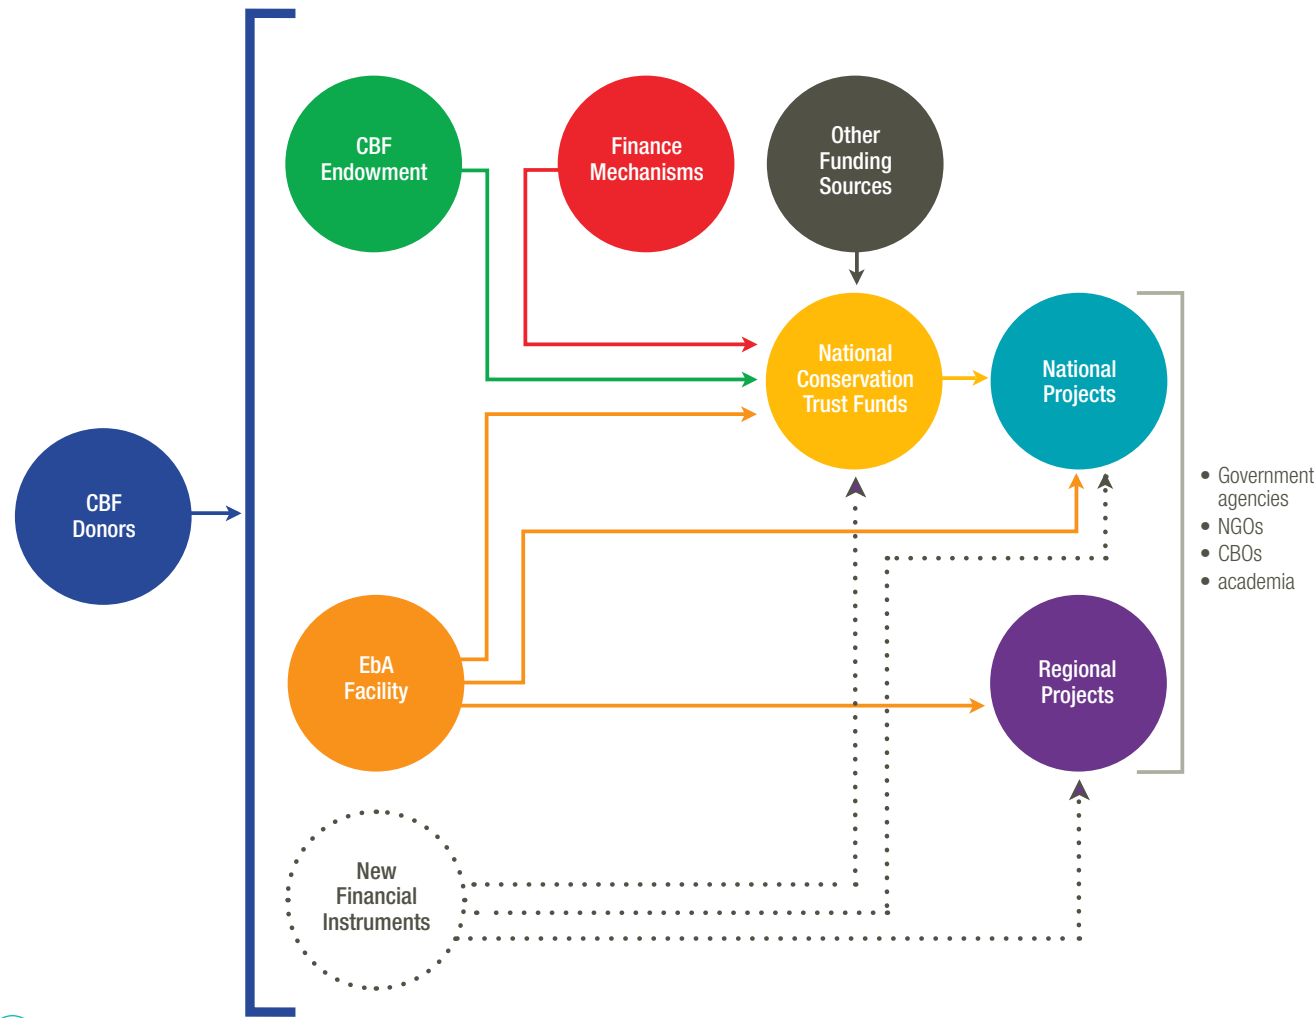 CBF
Endowment
Finance
Mechanisms
Other
Funding
Sources
National
Conservation
Trust Funds
National
Projects
CBF
Donors
• Government
agencies
• NGOs
• CBOs
• academia
EbA
Facility
Regional
Projects
New
Financial
Instruments